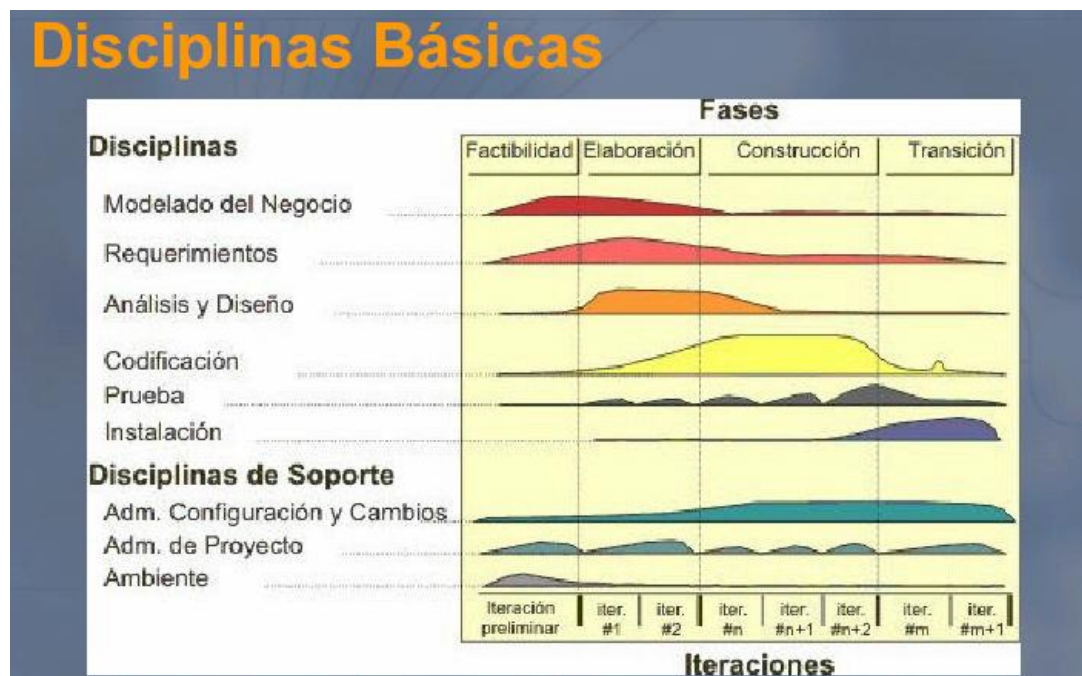 Disciplinas Básicas
Fases
Disciplinas
Factibilidad Elaboración Construcción Transición
Modelado del Negocio
Requerimientos
Análisis y Diseño
Codificación
Prueba
Instalación
Disciplinas de Soporte
Adm. Configuración y Cambios
Adm. de Proyecto
Ambiente
Iteración preliminar
iter. #1
iter. #2
iter. #n
iter. #n+1
iter. #n+2
iter. #m
iter. #m+1
Iteraciones